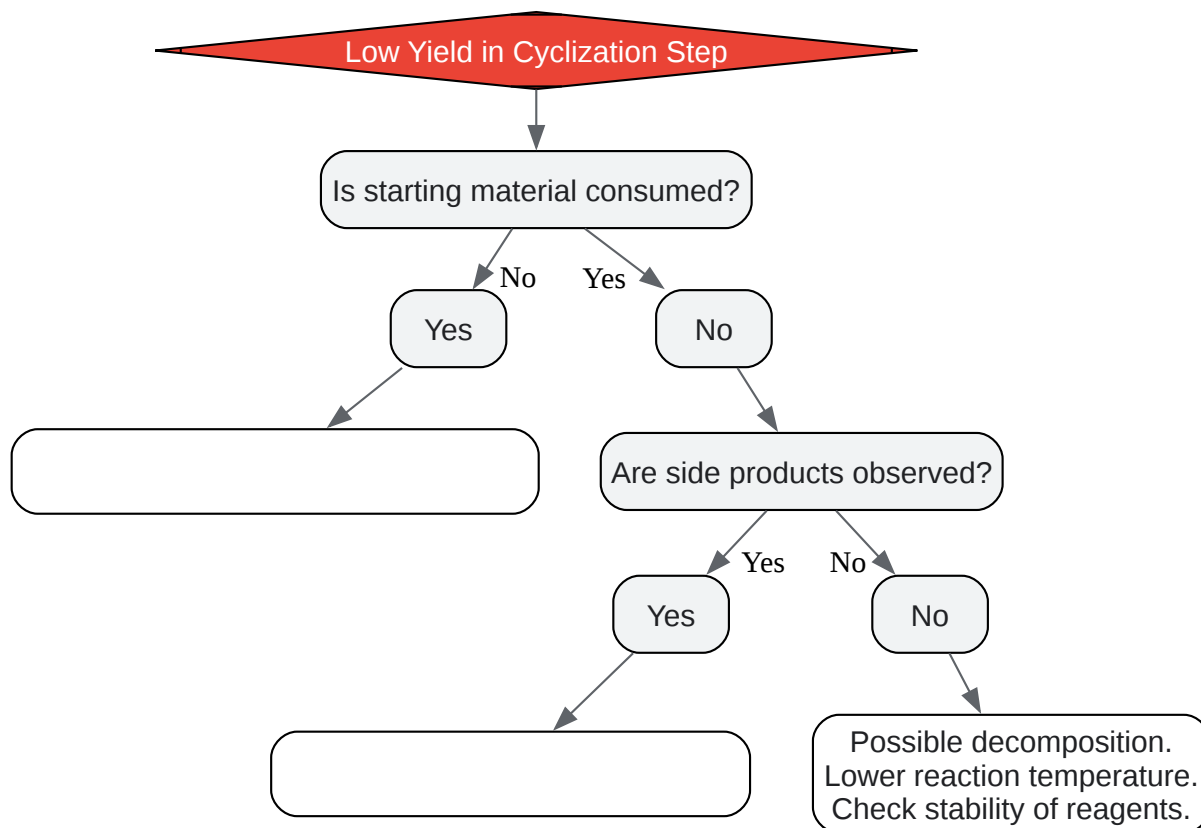 Low Yield in Cyclization Step
Is starting material consumed?
No
Yes
Yes
No
Are side products observed?
Yes
No
Yes
No
Possible decomposition.
Lower reaction temperature.
Check stability of reagents.